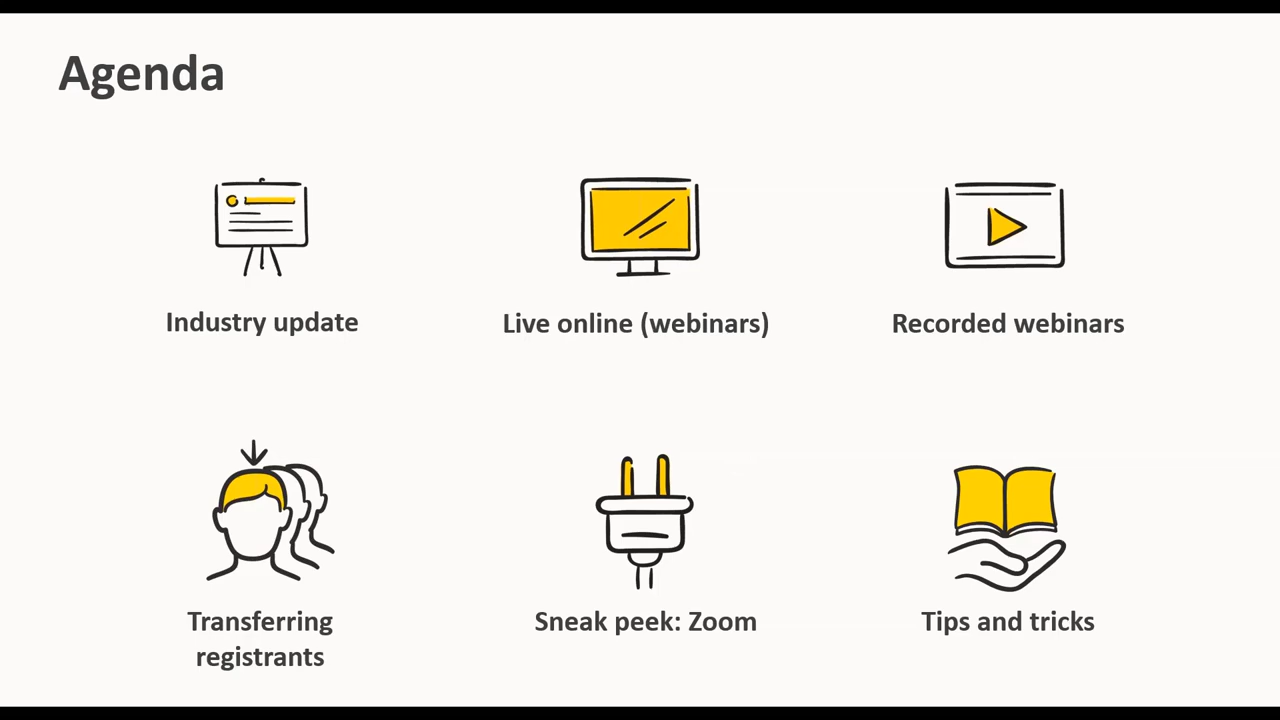 Agenda
Industry update
Live online (webinars)
Recorded webinars
Transferring
registrants
Sneak peek: Zoom
Tips and tricks